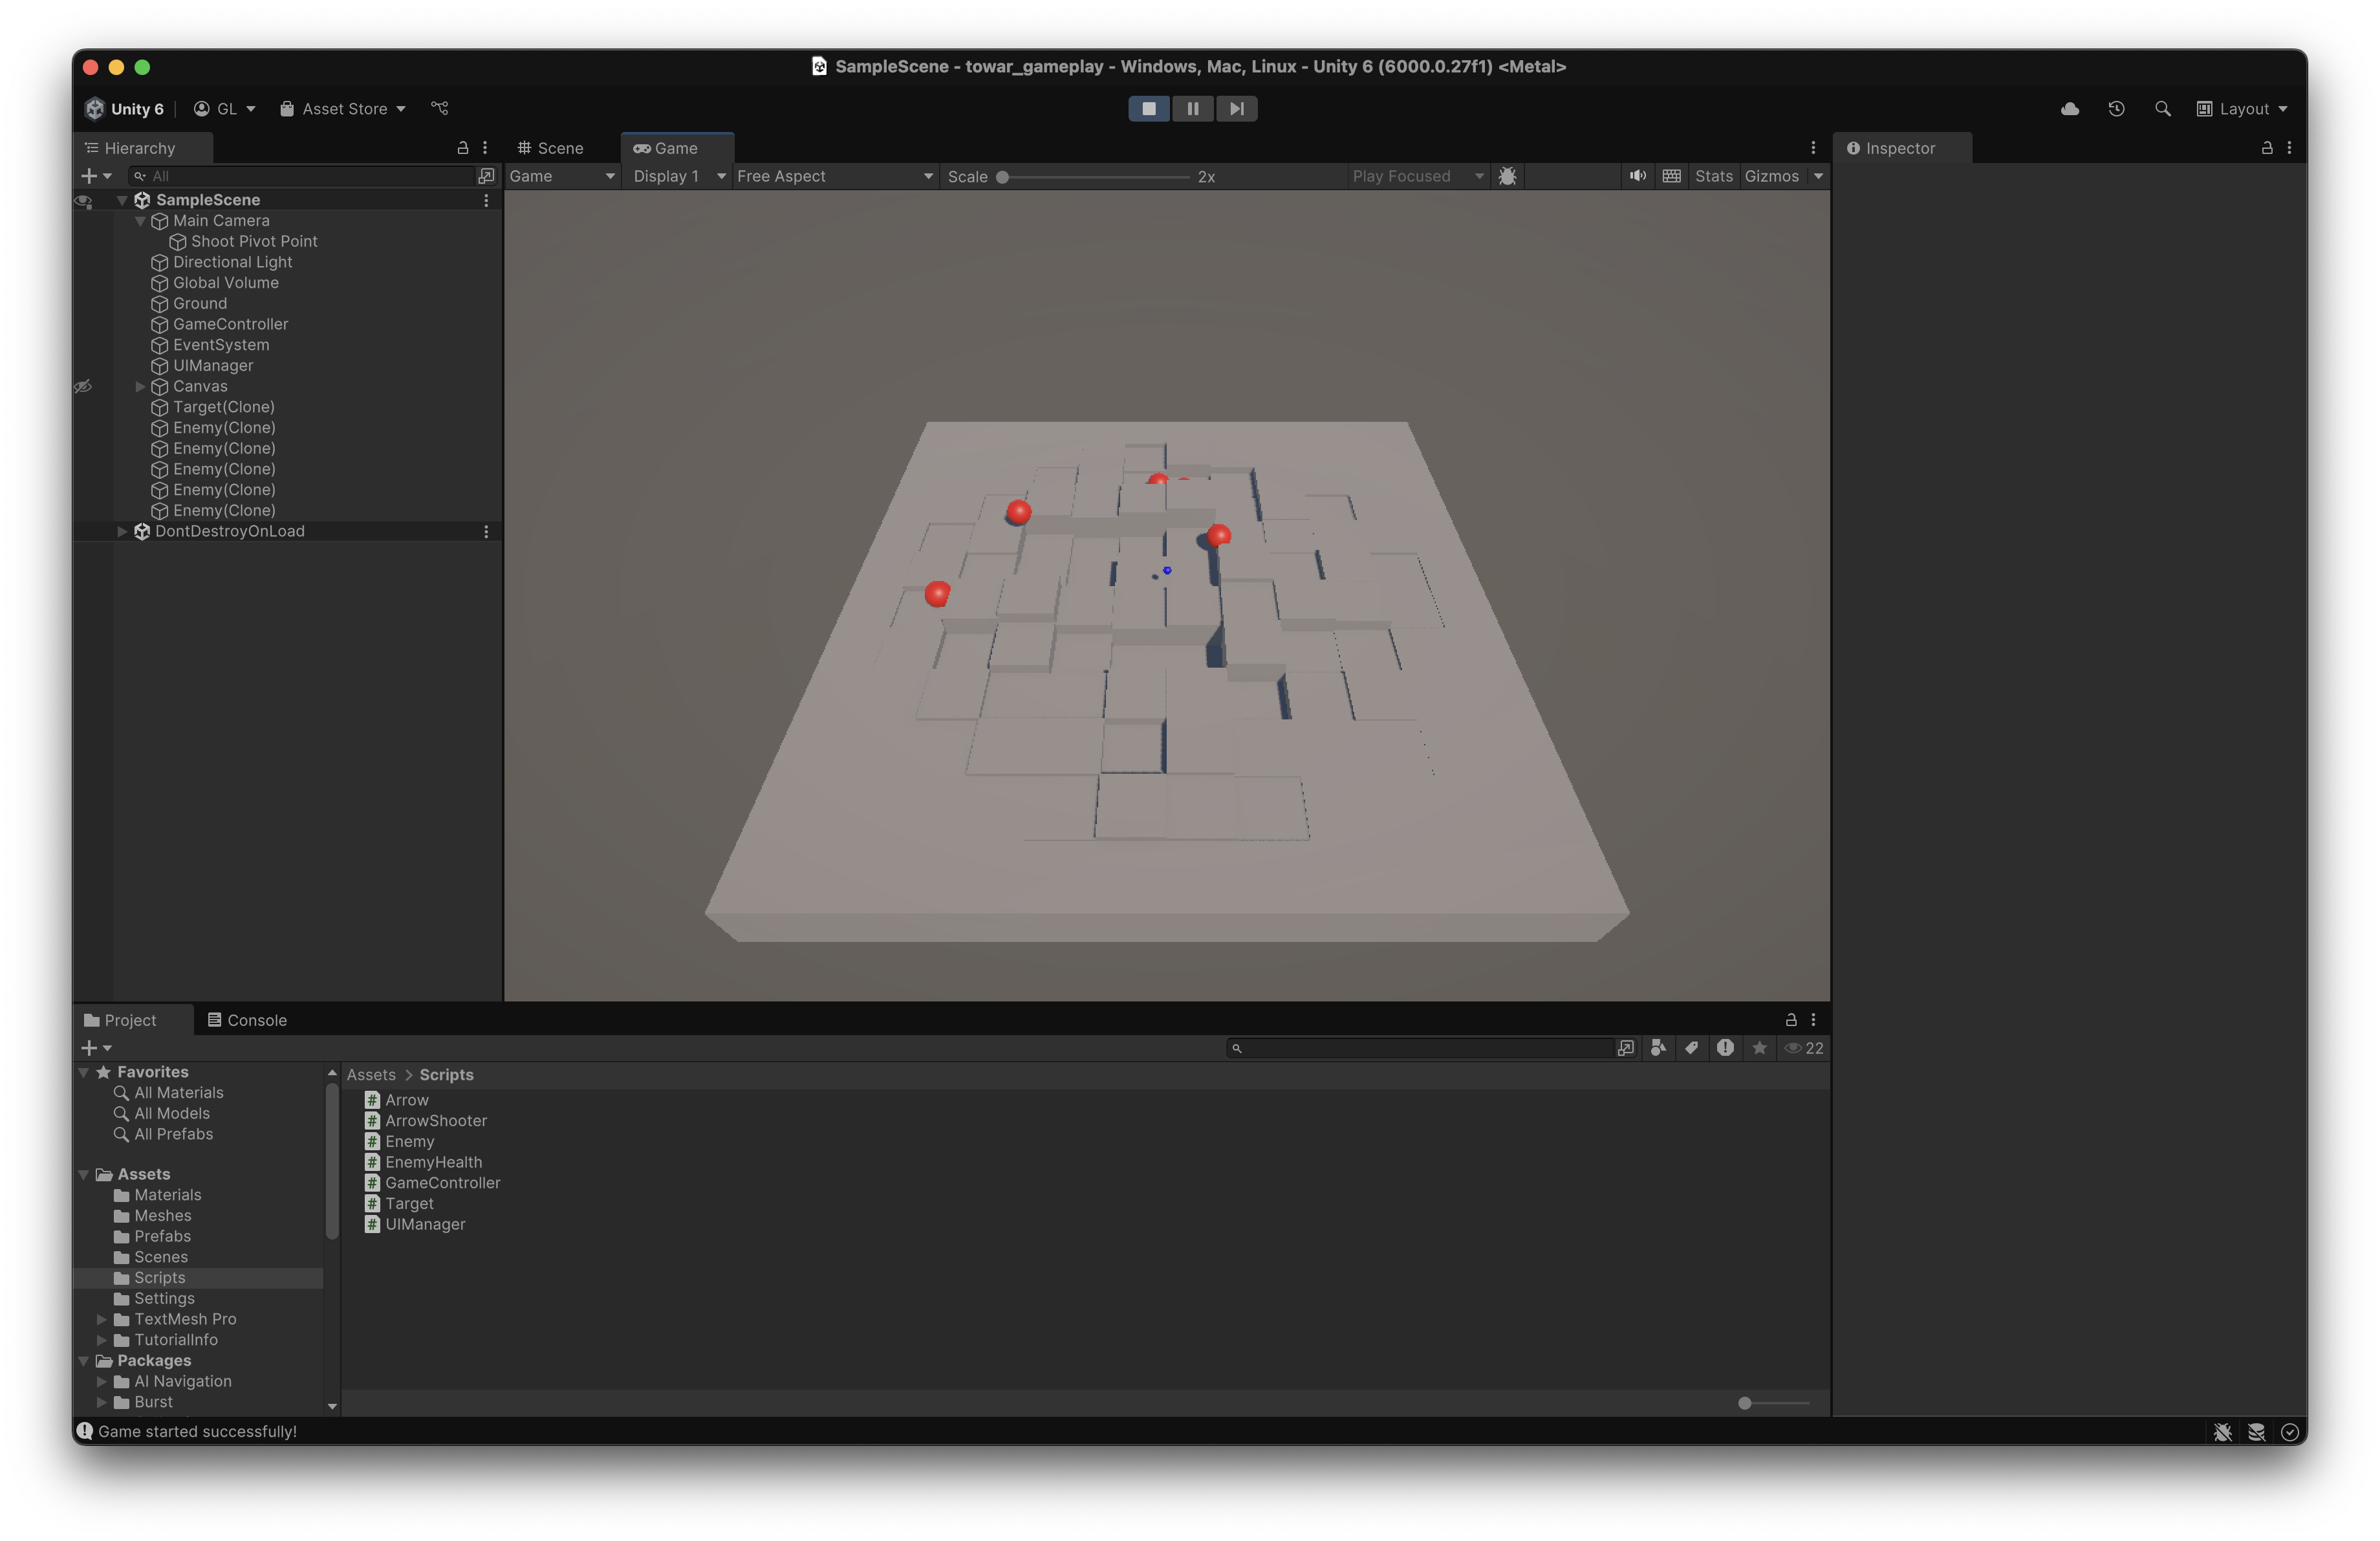 SampleScene - towar_gameplay - Windows, Mac, Linux - Unity 6 (6000.0.27f1) <Metal>
Unity 6 GL Asset Store Layout
Hierarchy
All
SampleScene
Main Camera
Shoot Pivot Point
Directional Light
Global Volume
Ground
GameController
EventSystem
UIManager
Canvas
Target(Clone)
Enemy(Clone)
Enemy(Clone)
Enemy(Clone)
Enemy(Clone)
Enemy(Clone)
DontDestroyOnLoad
Scene Game
Game Display 1 Free Aspect Scale 2x Play Focused Stats Gizmos
Inspector
Project Console
22
Favorites
All Materials
All Models
All Prefabs
Assets
Materials
Meshes
Prefabs
Scenes
Scripts
Settings
TextMesh Pro
TutorialInfo
Packages
AI Navigation
Burst
Assets > Scripts
Arrow
ArrowShooter
Enemy
EnemyHealth
GameController
Target
UIManager
Game started successfully!